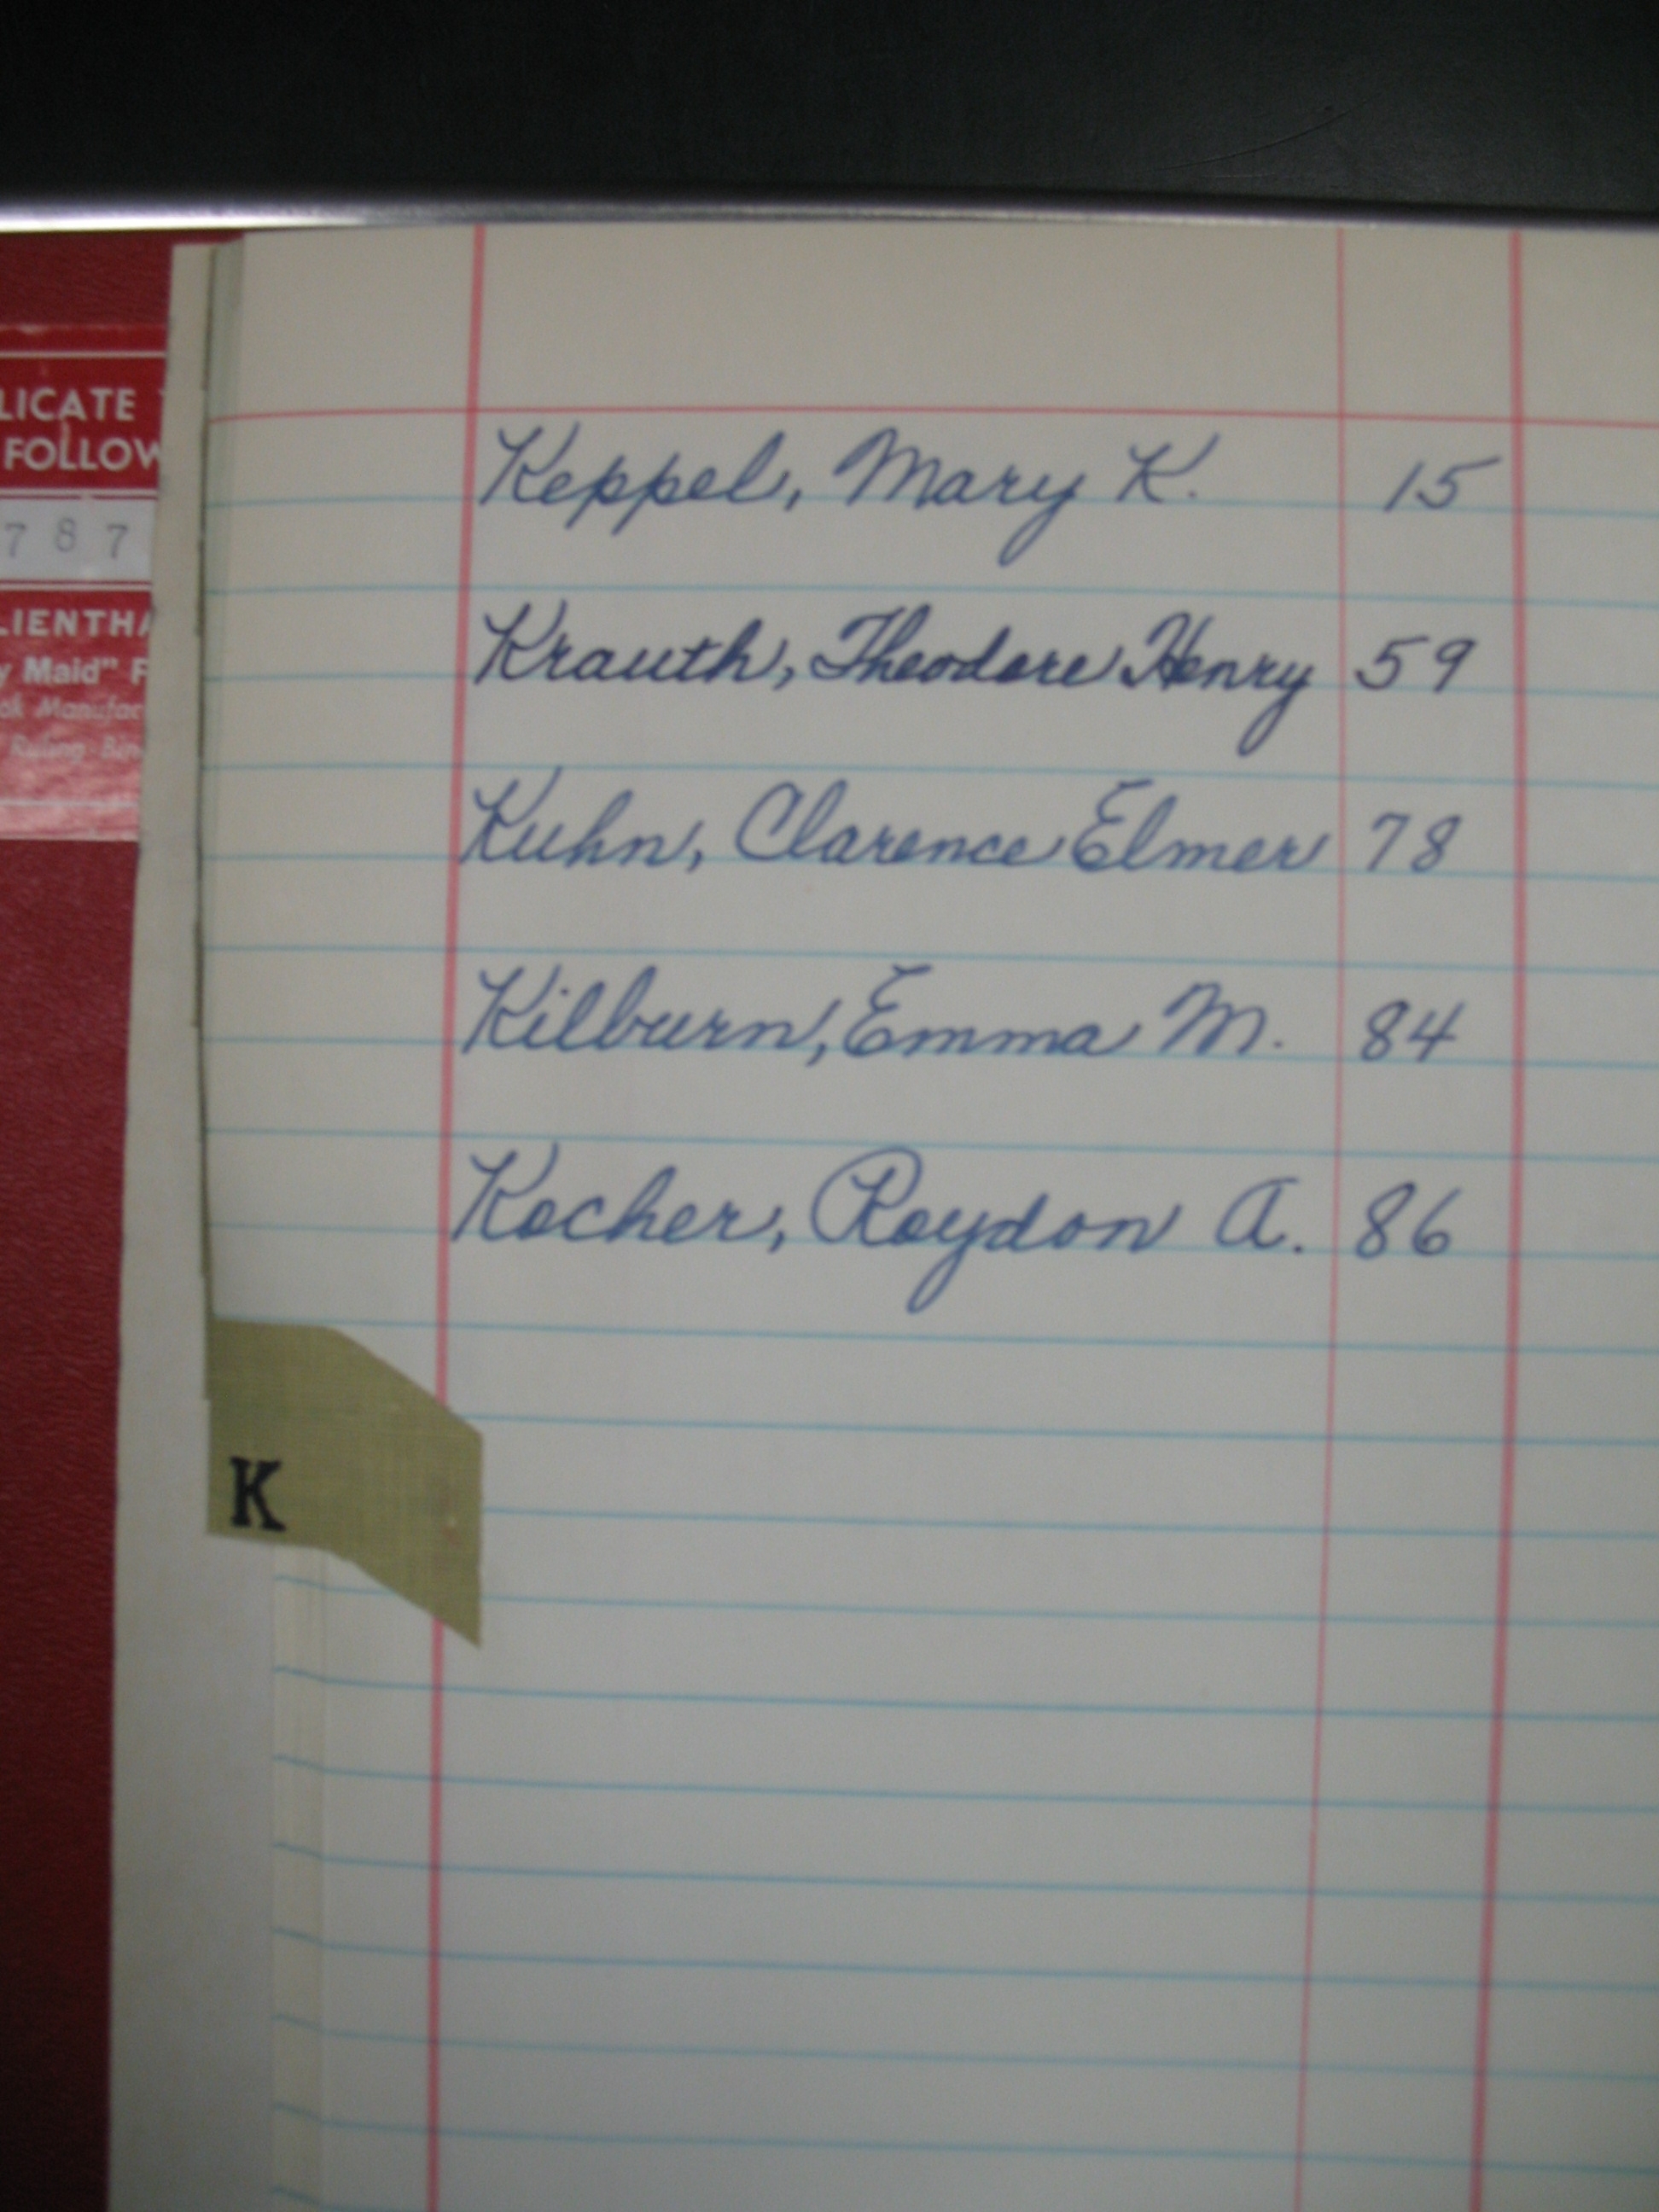 LICATE
FOLLOW
787
LIENTHA
y Maid" F
ok Manufac
Ruling Bin
Keppel, Mary K. 15
Krauth, Theodore Henry 59
Kuhn, Clarence Elmer 78
Kilburn, Emma M. 84
Kocher, Roydon A. 86
K